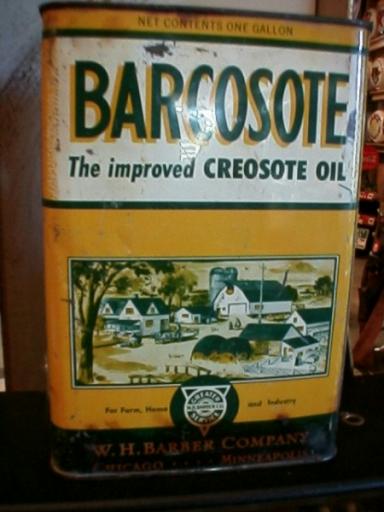 NET CONTENTS ONE GALLON
BARCOSOTE
The improved CREOSOTE OIL
For Farm, Home and Industry
W. H. BARBER COMPANY
CHICAGO MINNEAPOLIS